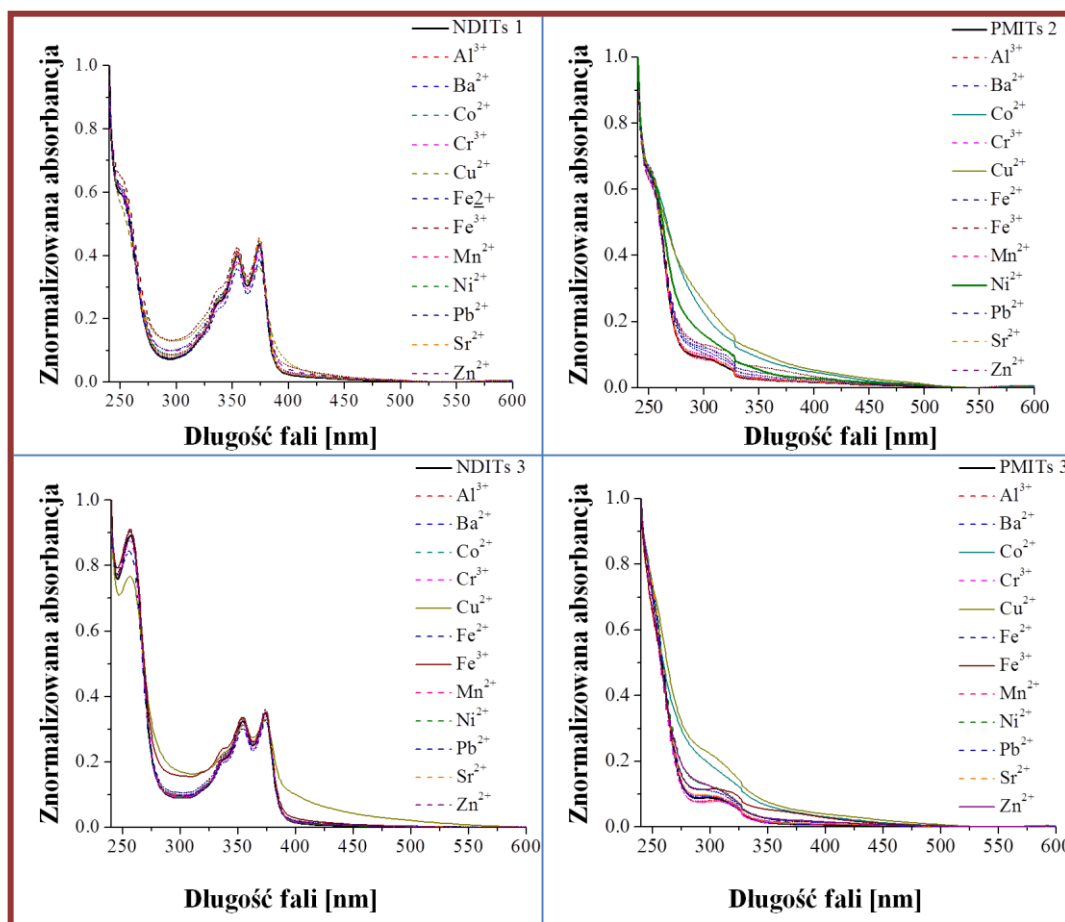 Znormalizowana absorbancja
1.0
0.8
0.6
0.4
0.2
0.0
250 300 350 400 450 500 550 600
Długość fali [nm]
NDITs 1
Al³⁺
Ba²⁺
Co²⁺
Cr³⁺
Cu²⁺
Fe2+
Fe³⁺
Mn²⁺
Ni²⁺
Pb²⁺
Sr²⁺
Zn²⁺
Znormalizowana absorbancja
1.0
0.8
0.6
0.4
0.2
0.0
250 300 350 400 450 500 550 600
Długość fali [nm]
PMITs 2
Al³⁺
Ba²⁺
Co²⁺
Cr³⁺
Cu²⁺
Fe²⁺
Fe³⁺
Mn²⁺
Ni²⁺
Pb²⁺
Sr²⁺
Zn²⁺
Znormalizowana absorbancja
1.0
0.8
0.6
0.4
0.2
0.0
250 300 350 400 450 500 550 600
Długość fali [nm]
NDITs 3
Al³⁺
Ba²⁺
Co²⁺
Cr³⁺
Cu²⁺
Fe²⁺
Fe³⁺
Mn²⁺
Ni²⁺
Pb²⁺
Sr²⁺
Zn²⁺
Znormalizowana absorbancja
1.0
0.8
0.6
0.4
0.2
0.0
250 300 350 400 450 500 550 600
Długość fali [nm]
PMITs 3
Al³⁺
Ba²⁺
Co²⁺
Cr³⁺
Cu²⁺
Fe²⁺
Fe³⁺
Mn²⁺
Ni²⁺
Pb²⁺
Sr²⁺
Zn²⁺